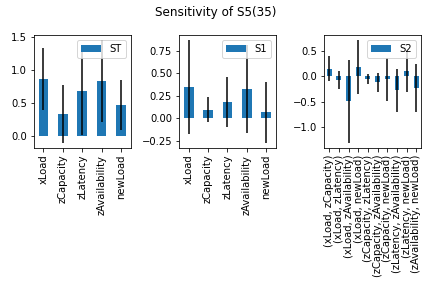 Sensitivity of S5(35)
1.5
1.0
0.5
0.0
ST
xLoad
zCapacity
zLatency
zAvailability
newLoad
0.75
0.50
0.25
0.00
−0.25
S1
xLoad
zCapacity
zLatency
zAvailability
newLoad
0.5
0.0
−0.5
−1.0
S2
(xLoad, zCapacity)
(xLoad, zLatency)
(xLoad, zAvailability)
(xLoad, newLoad)
(zCapacity, zLatency)
(zCapacity, zAvailability)
(zCapacity, newLoad)
(zLatency, zAvailability)
(zLatency, newLoad)
(zAvailability, newLoad)